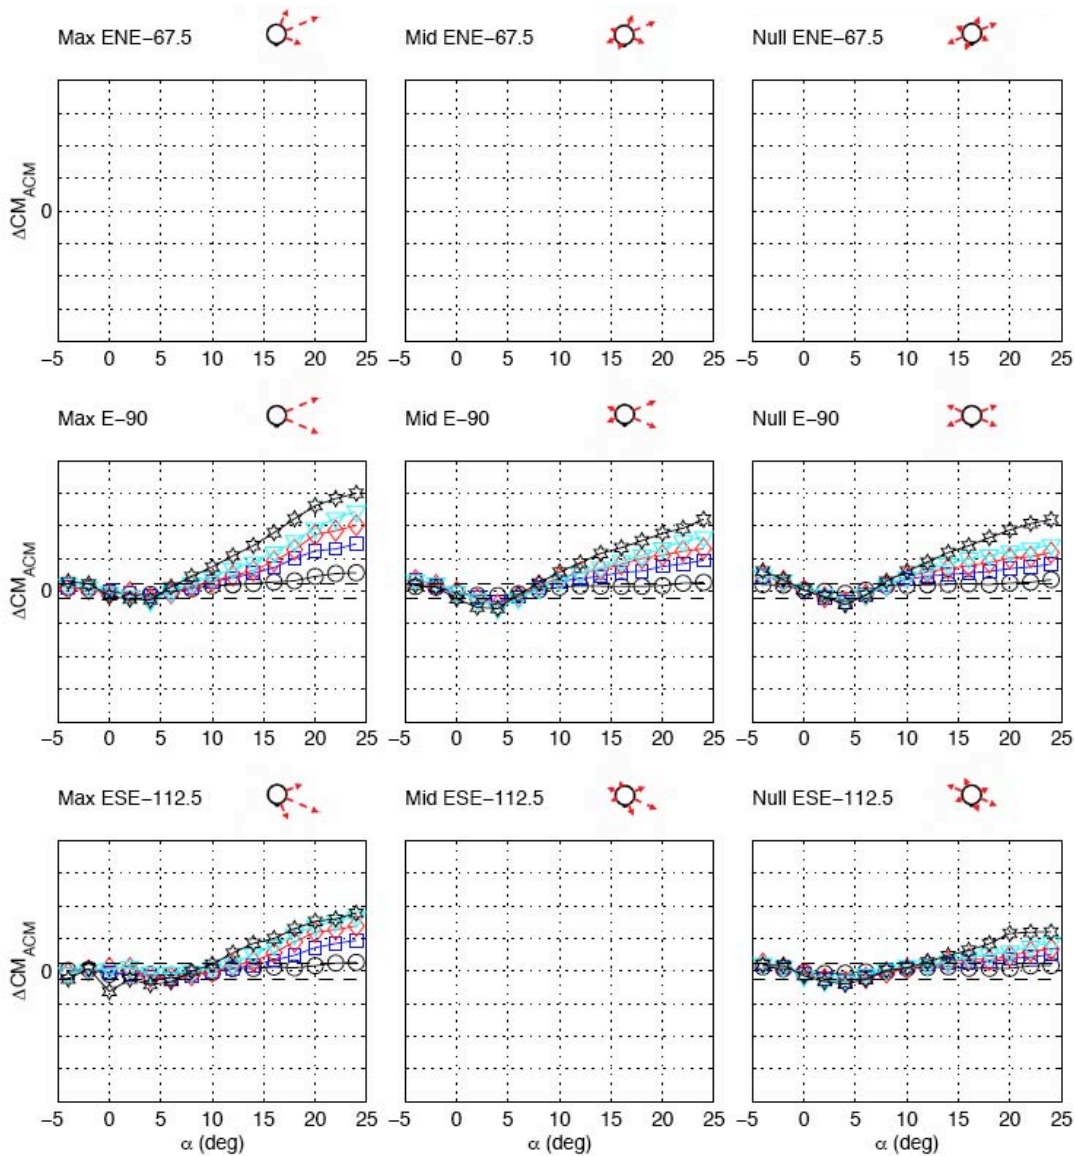 Max ENE−67.5 Mid ENE−67.5 Null ENE−67.5
ΔCM_ACM
0
−5 0 5 10 15 20 25 −5 0 5 10 15 20 25 −5 0 5 10 15 20 25
Max E−90 Mid E−90 Null E−90
ΔCM_ACM
0
−5 0 5 10 15 20 25 −5 0 5 10 15 20 25 −5 0 5 10 15 20 25
Max ESE−112.5 Mid ESE−112.5 Null ESE−112.5
ΔCM_ACM
0
−5 0 5 10 15 20 25 −5 0 5 10 15 20 25 −5 0 5 10 15 20 25
α (deg) α (deg) α (deg)